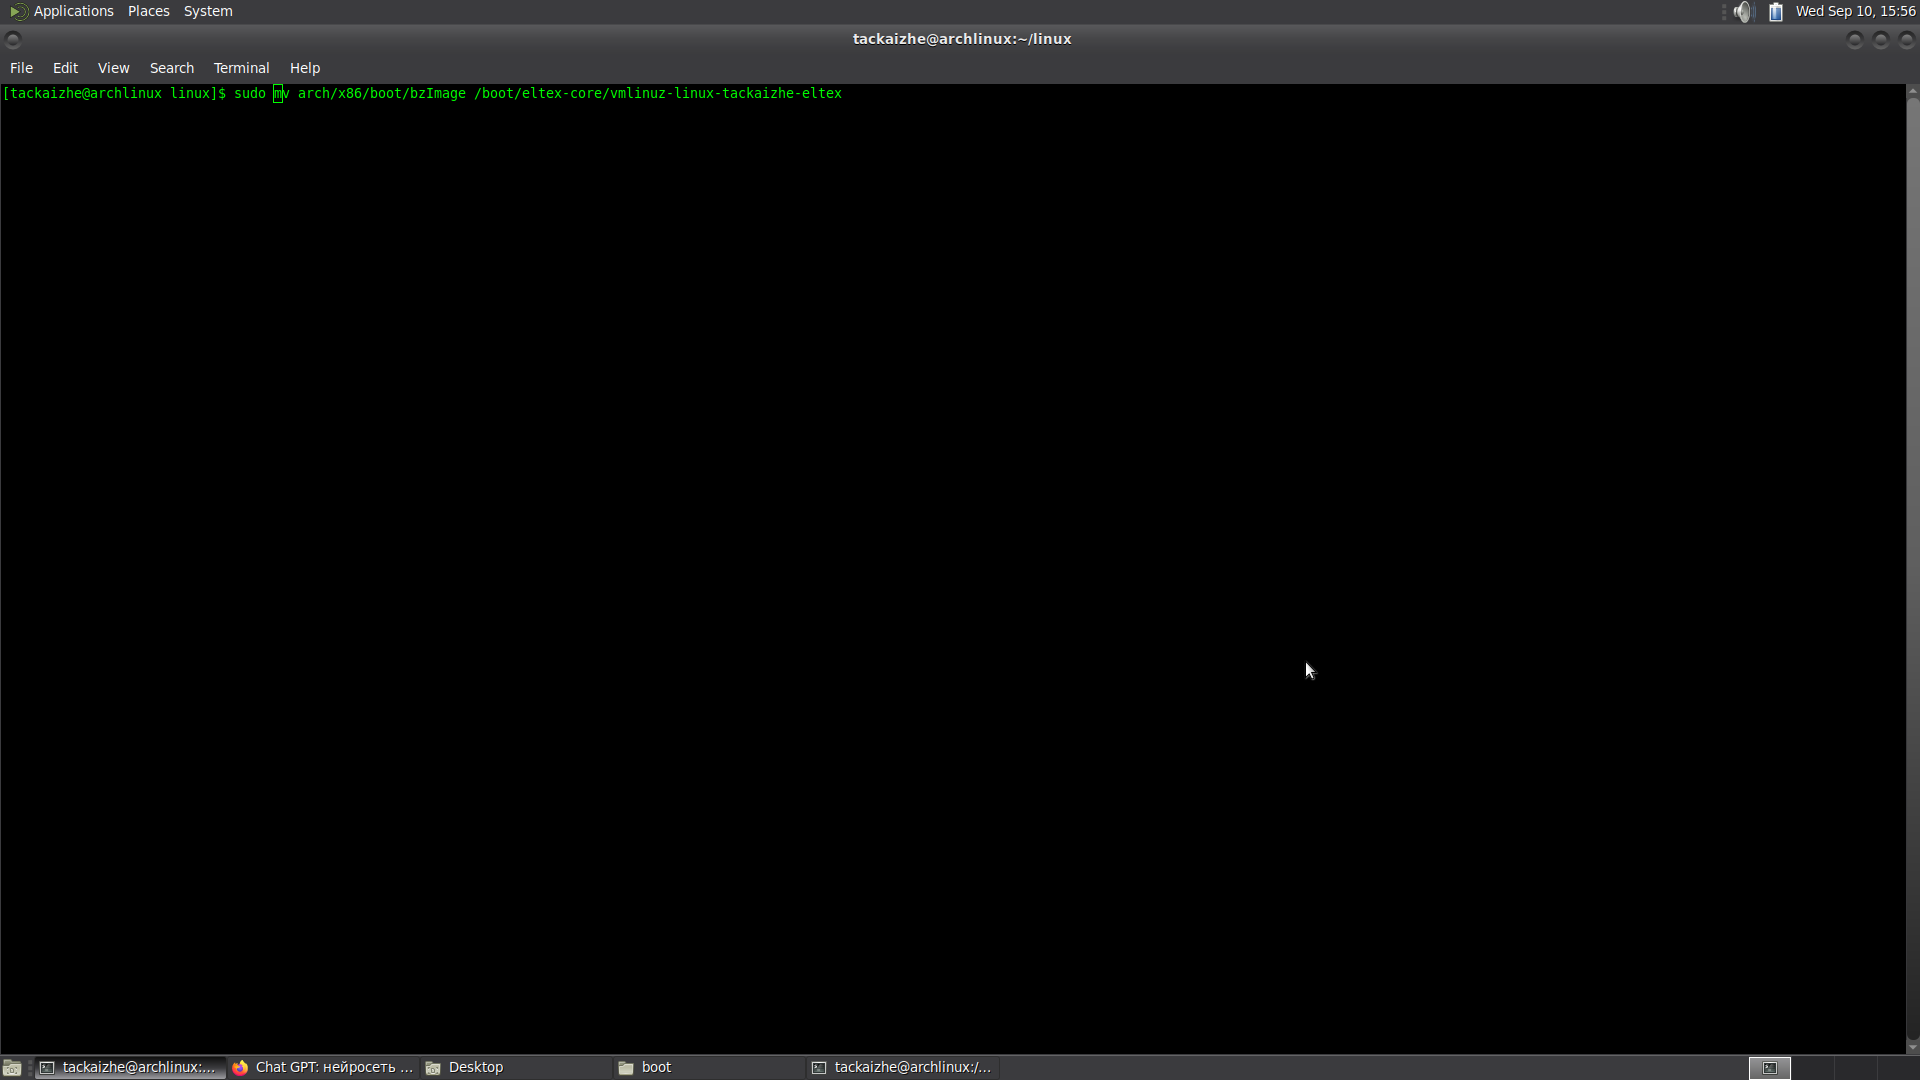 Applications Places System Wed Sep 10, 15:56
tackaizhe@archlinux:~/linux
File Edit View Search Terminal Help
[tackaizhe@archlinux linux]$ sudo mv arch/x86/boot/bzImage /boot/eltex-core/vmlinuz-linux-tackaizhe-eltex
tackaizhe@archlinux:... Chat GPT: нейросеть ... Desktop boot tackaizhe@archlinux:/...